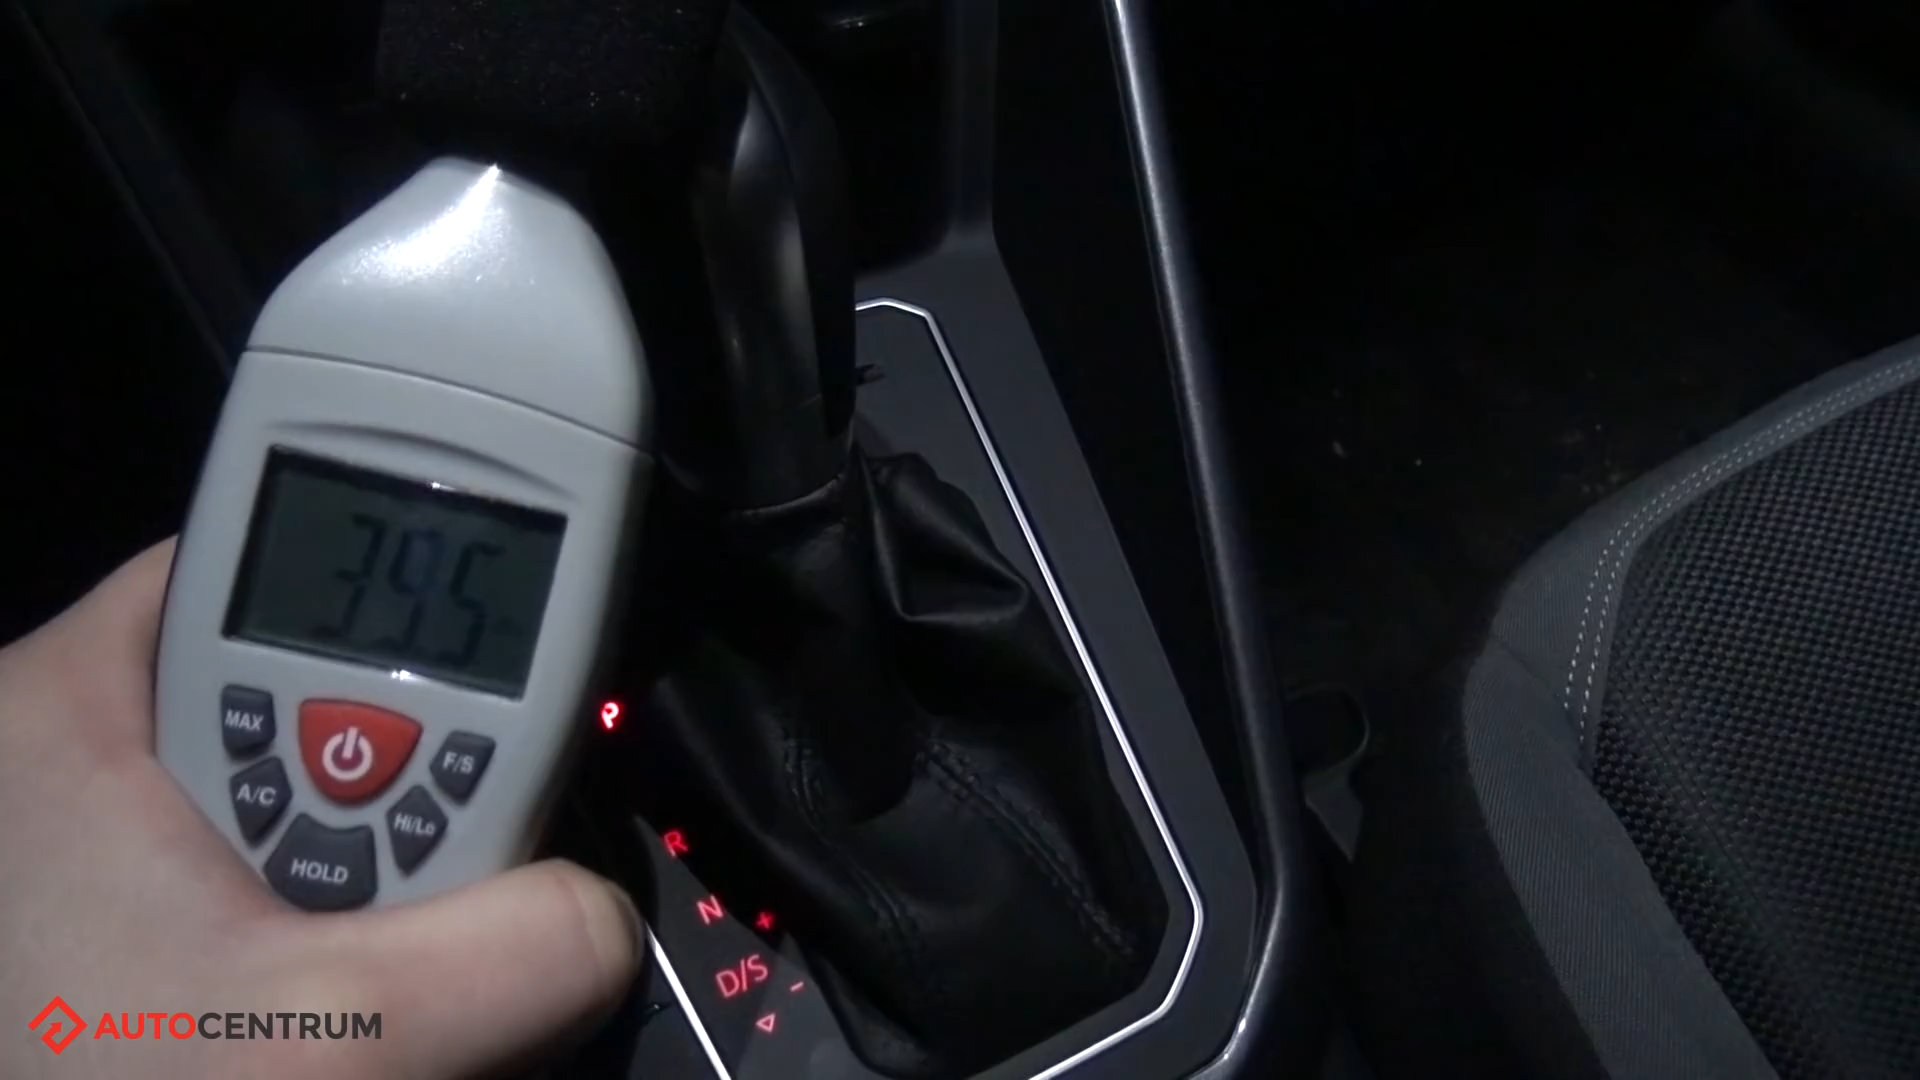 39.5
MAX
F/S
A/C
Hi/Lo
HOLD
P
R
N
+
D/S
-
AUTOCENTRUM